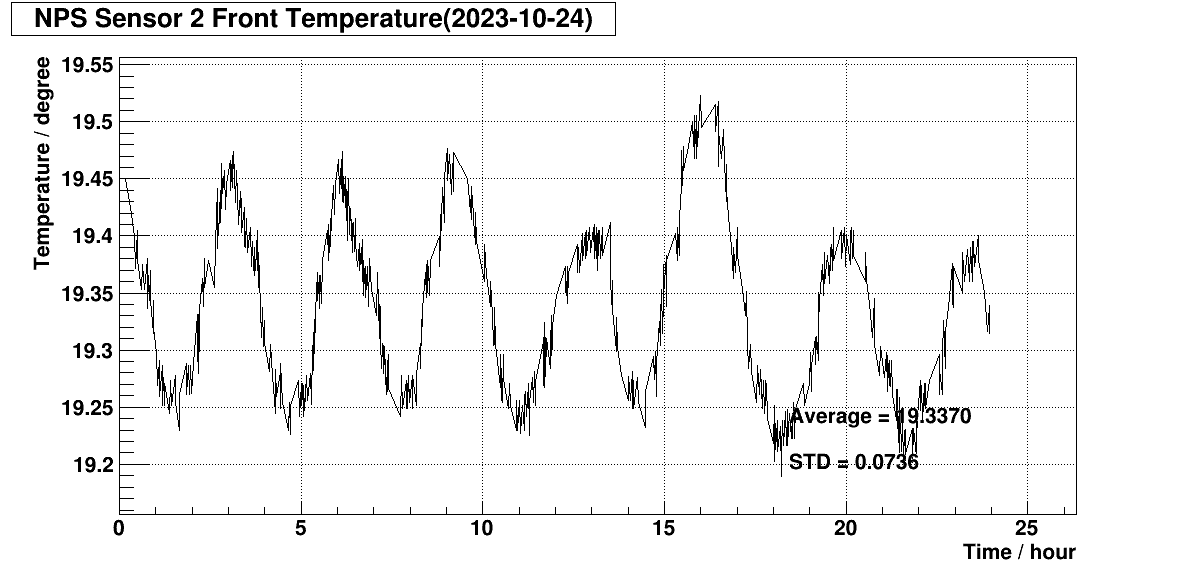 NPS Sensor 2 Front Temperature(2023-10-24)
Temperature / degree
19.55
19.5
19.45
19.4
19.35
19.3
19.25
19.2
Average = 19.3370
STD = 0.0736
0 5 10 15 20 25
Time / hour